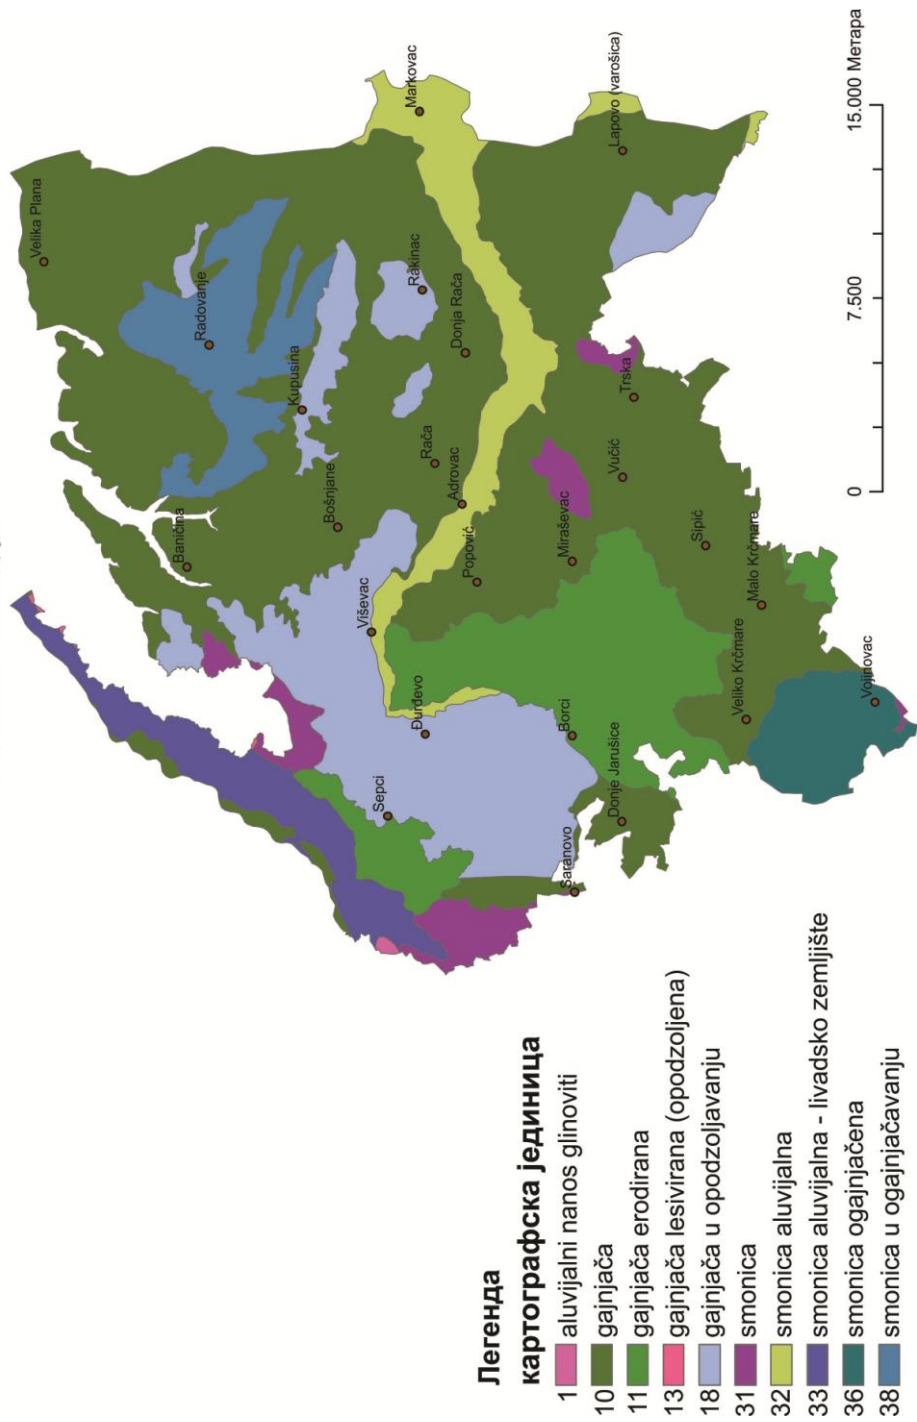 Легенда
картографска јединица
1 aluvijalni nanos glinoviti
10 gajnjača
11 gajnjača erodirana
13 gajnjača lesivirana (opodzoljena)
18 gajnjača u opodzoljavanju
31 smonica
32 smonica aluvijalna
33 smonica aluvijalna - livadsko zemljište
36 smonica ogajnjačena
38 smonica u ogajnjačavanju
Velika Plana
Radovanje
Baničina
Kupusina
Bošnjane
Viševac
Markovac
Rakinac
Rača
Donja Rača
Adrovac
Popović
Đurđevo
Sepci
Miraševac
Borci
Saranovo
Donje Jarušice
Vučić
Trska
Lapovo (varošica)
Sipić
Malo Krčmare
Veliko Krčmare
Vojinovac
0
7.500
15.000 Метара